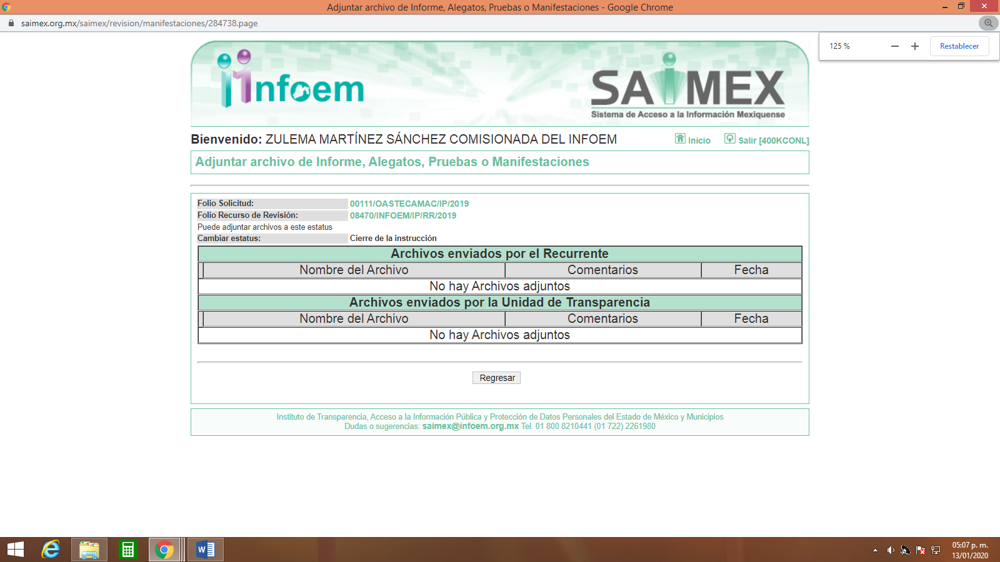 Adjuntar archivo de Informe, Alegatos, Pruebas o Manifestaciones - Google Chrome
saimex.org.mx/saimex/revision/manifestaciones/284738.page
125 %
Restablecer
infoem
SAIMEX
Sistema de Acceso a la Información Mexiquense
Bienvenido: ZULEMA MARTÍNEZ SÁNCHEZ COMISIONADA DEL INFOEM
Inicio
Salir [400KCONL]
Adjuntar archivo de Informe, Alegatos, Pruebas o Manifestaciones
Folio Solicitud: 00111/OASTECAMAC/IP/2019
Folio Recurso de Revisión: 08470/INFOEM/IP/RR/2019
Puede adjuntar archivos a este estatus
Cambiar estatus: Cierre de la instrucción
Archivos enviados por el Recurrente
Nombre del Archivo Comentarios Fecha
No hay Archivos adjuntos
Archivos enviados por la Unidad de Transparencia
Nombre del Archivo Comentarios Fecha
No hay Archivos adjuntos
Regresar
Instituto de Transparencia, Acceso a la Información Pública y Protección de Datos Personales del Estado de México y Municipios
Dudas o sugerencias: saimex@infoem.org.mx Tel. 01 800 8210441 (01 722) 2261980
05:07 p. m.
13/01/2020